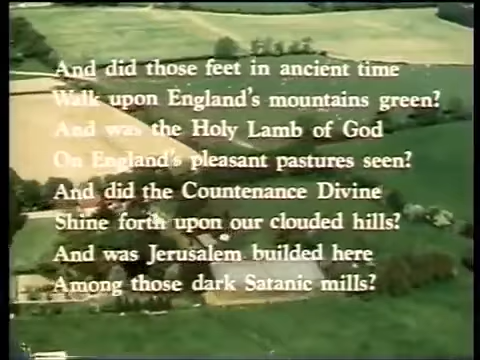 And did those feet in ancient time
Walk upon England's mountains green?
And was the Holy Lamb of God
On England's pleasant pastures seen?
And did the Countenance Divine
Shine forth upon our clouded hills?
And was Jerusalem builded here
Among those dark Satanic mills?